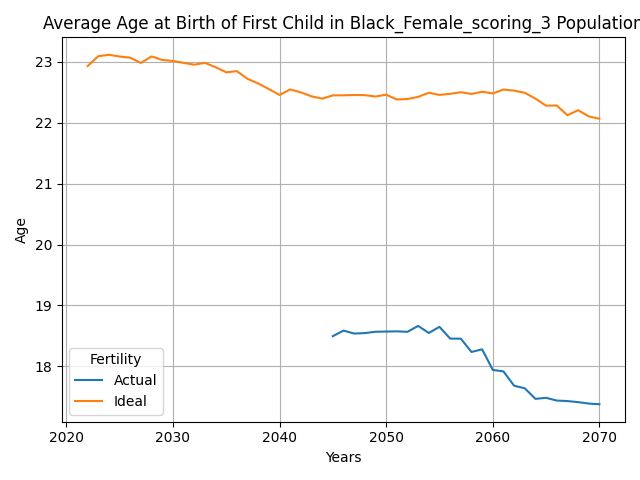 Average Age at Birth of First Child in Black_Female_scoring_3 Population
23
22
21
20
19
18
Age
Fertility
Actual
Ideal
2020 2030 2040 2050 2060 2070
Years